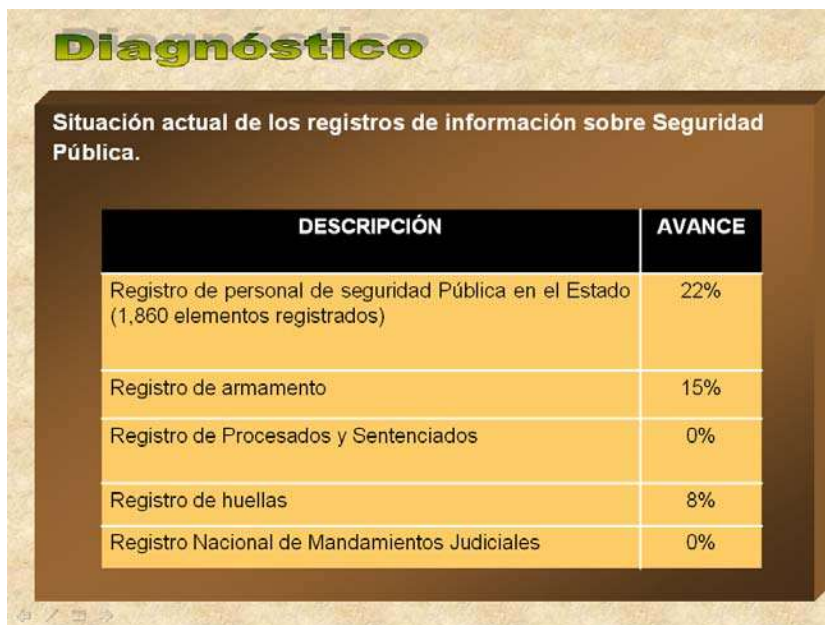 Diagnóstico
Situación actual de los registros de información sobre Seguridad
Pública.
DESCRIPCIÓN AVANCE
Registro de personal de seguridad Pública en el Estado 22%
(1,860 elementos registrados)
Registro de armamento 15%
Registro de Procesados y Sentenciados 0%
Registro de huellas 8%
Registro Nacional de Mandamientos Judiciales 0%